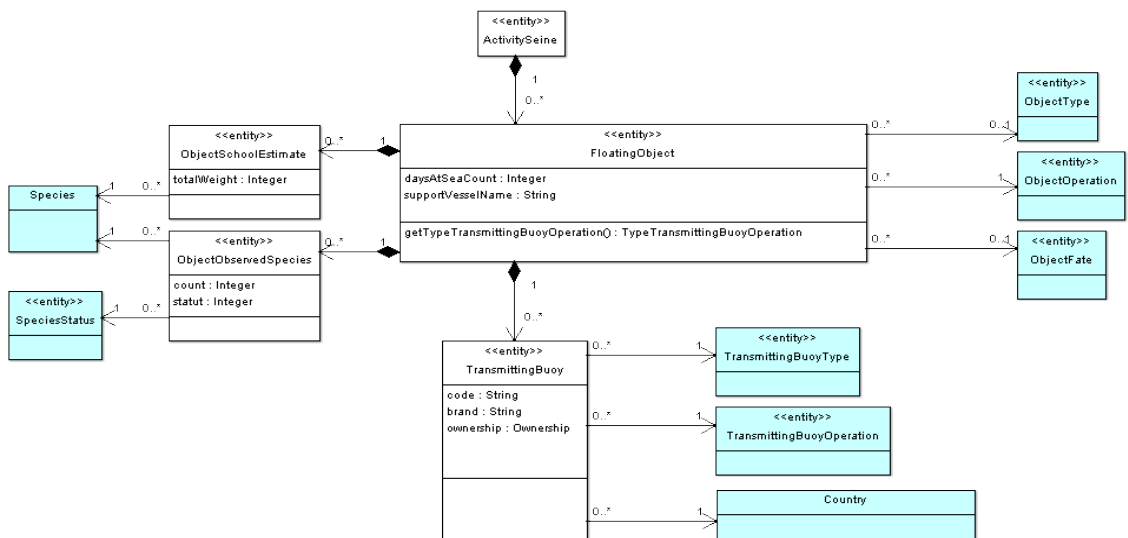 <<entity>>
ActivitySeine
1
0..*
<<entity>>
ObjectType
0..*
0..1
<<entity>>
ObjectSchoolEstimate
totalWeight : Integer
0..*
1
<<entity>>
FloatingObject
daysAtSeaCount : Integer
supportVesselName : String
getTypeTransmittingBuoyOperation() : TypeTransmittingBuoyOperation
<<entity>>
ObjectOperation
0..*
1
Species
1
0..*
1
0..*
<<entity>>
ObjectObservedSpecies
count : Integer
statut : Integer
0..*
1
0..*
0..1
<<entity>>
ObjectFate
<<entity>>
SpeciesStatus
1
0..*
1
0..*
<<entity>>
TransmittingBuoy
code : String
brand : String
ownership : Ownership
0..*
1
<<entity>>
TransmittingBuoyType
0..*
1
<<entity>>
TransmittingBuoyOperation
0..*
1
Country